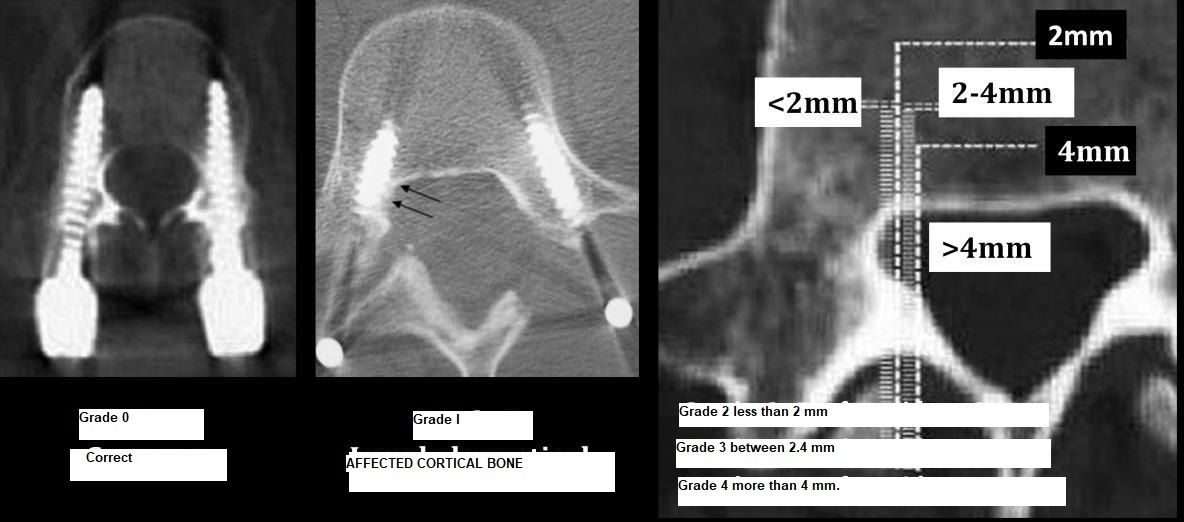 2mm
<2mm
2-4mm
4mm
>4mm
Grade 0
Correct
Grade I
AFFECTED CORTICAL BONE
Grade 2 less than 2 mm
Grade 3 between 2.4 mm
Grade 4 more than 4 mm.